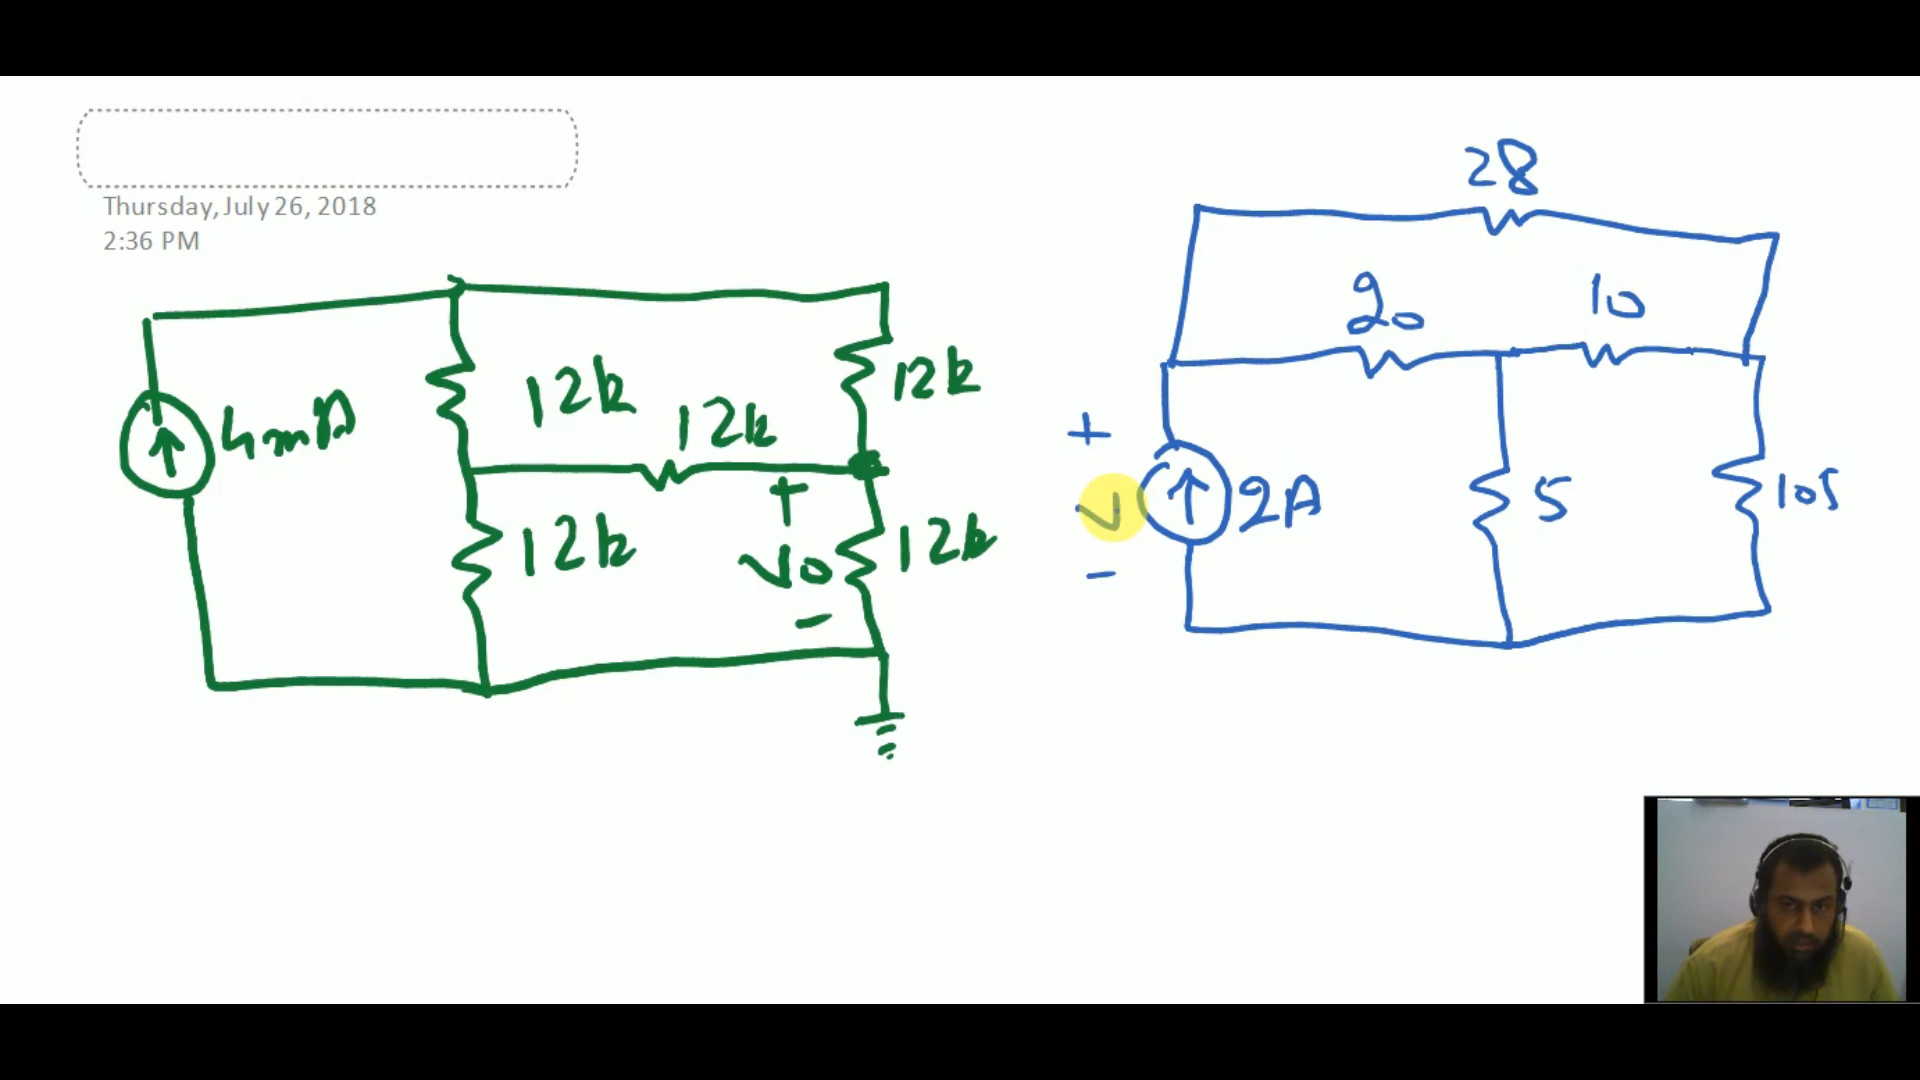 Thursday, July 26, 2018
2:36 PM
4mA
12k
12k
12k
12k
12k
+
Vo
-
28
20
10
+
V
-
2A
5
105